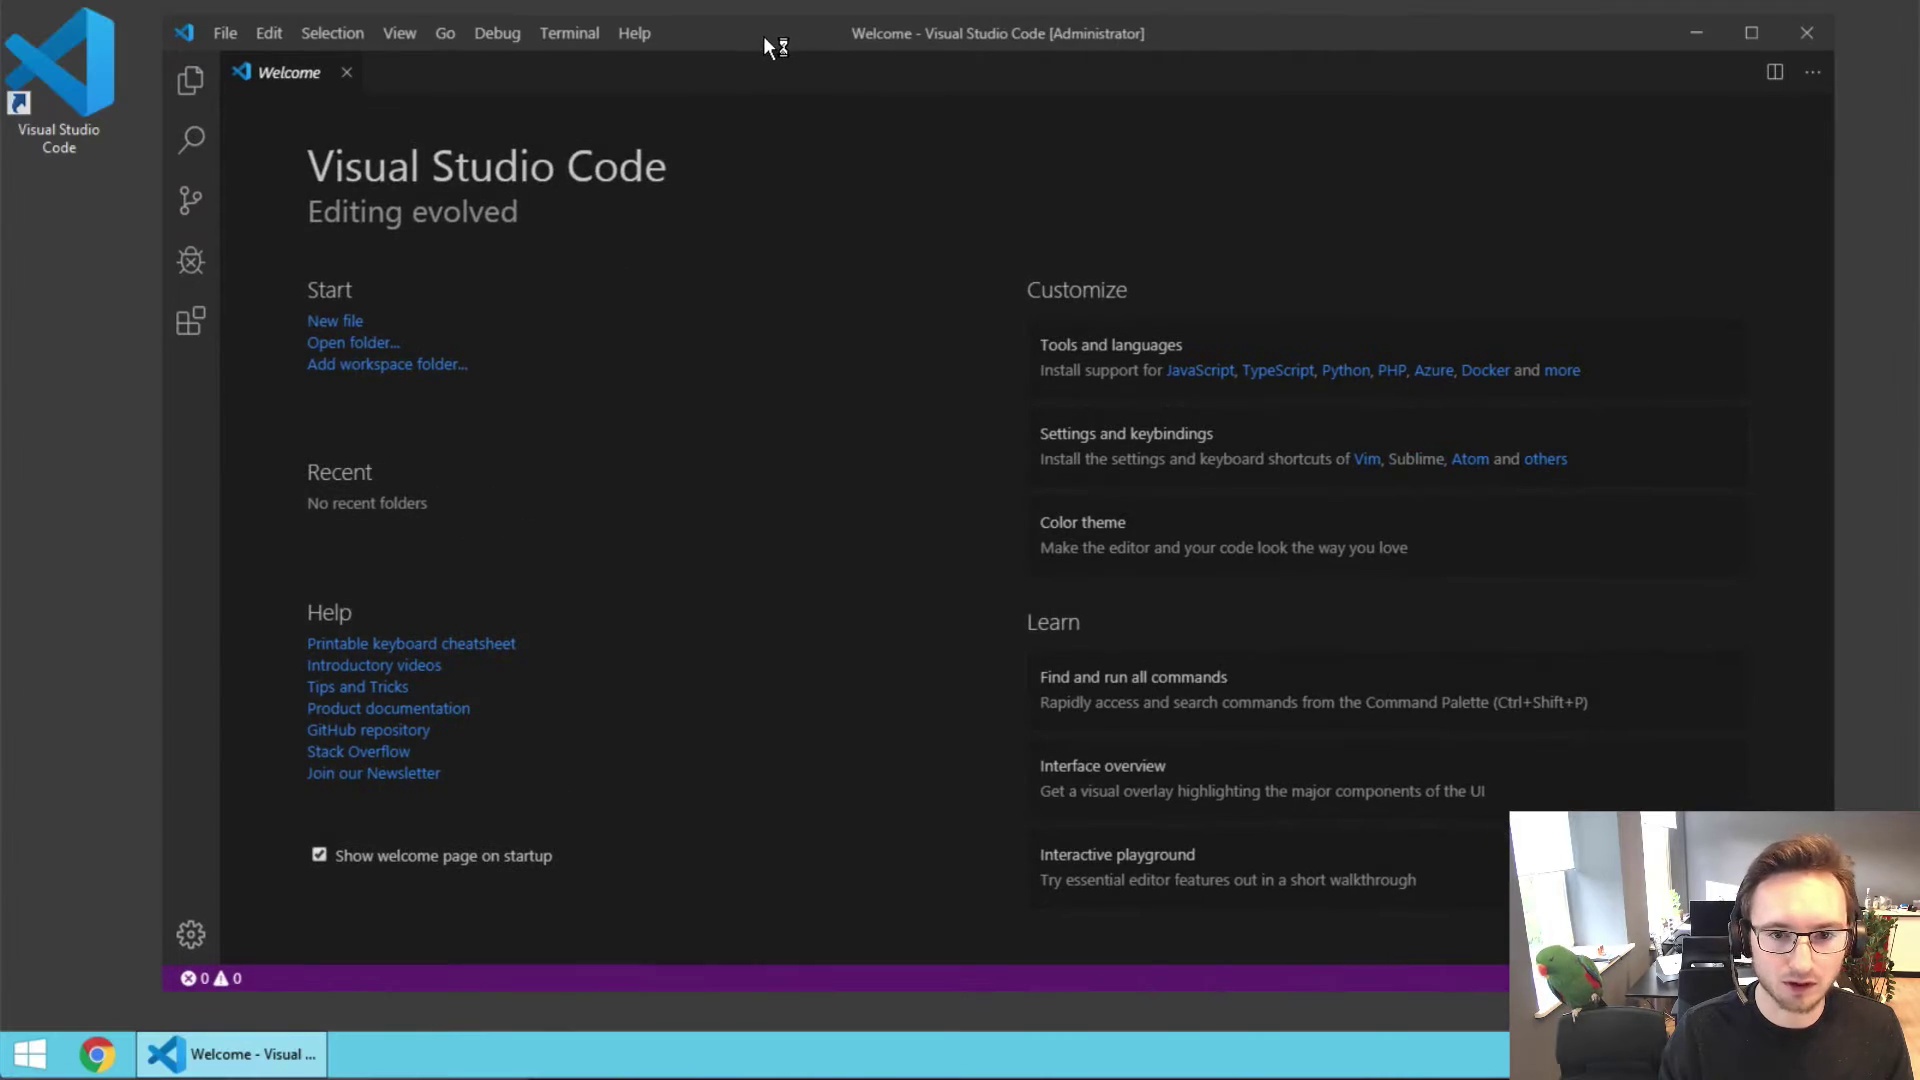 Visual Studio
Code
File Edit Selection View Go Debug Terminal Help
Welcome - Visual Studio Code [Administrator]
Welcome
Visual Studio Code
Editing evolved
Start
New file
Open folder...
Add workspace folder...
Recent
No recent folders
Help
Printable keyboard cheatsheet
Introductory videos
Tips and Tricks
Product documentation
GitHub repository
Stack Overflow
Join our Newsletter
Show welcome page on startup
Customize
Tools and languages
Install support for JavaScript, TypeScript, Python, PHP, Azure, Docker and more
Settings and keybindings
Install the settings and keyboard shortcuts of Vim, Sublime, Atom and others
Color theme
Make the editor and your code look the way you love
Learn
Find and run all commands
Rapidly access and search commands from the Command Palette (Ctrl+Shift+P)
Interface overview
Get a visual overlay highlighting the major components of the UI
Interactive playground
Try essential editor features out in a short walkthrough
0 0
Welcome - Visual ...